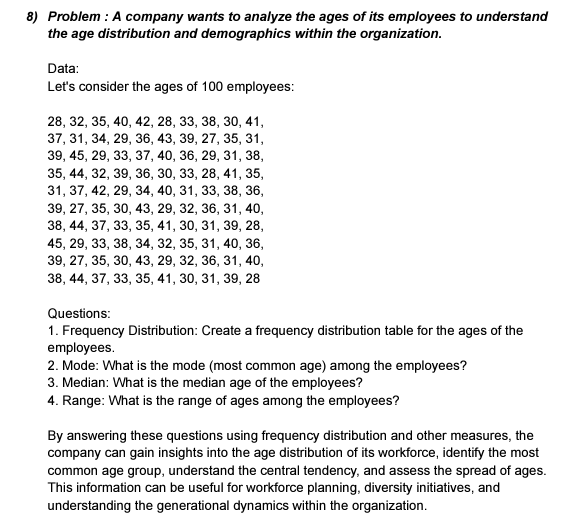 8) Problem : A company wants to analyze the ages of its employees to understand
the age distribution and demographics within the organization.
Data:
Let's consider the ages of 100 employees:
28, 32, 35, 40, 42, 28, 33, 38, 30, 41,
37, 31, 34, 29, 36, 43, 39, 27, 35, 31,
39, 45, 29, 33, 37, 40, 36, 29, 31, 38,
35, 44, 32, 39, 36, 30, 33, 28, 41, 35,
31, 37, 42, 29, 34, 40, 31, 33, 38, 36,
39, 27, 35, 30, 43, 29, 32, 36, 31, 40,
38, 44, 37, 33, 35, 41, 30, 31, 39, 28,
45, 29, 33, 38, 34, 32, 35, 31, 40, 36,
39, 27, 35, 30, 43, 29, 32, 36, 31, 40,
38, 44, 37, 33, 35, 41, 30, 31, 39, 28
Questions:
1. Frequency Distribution: Create a frequency distribution table for the ages of the
employees.
2. Mode: What is the mode (most common age) among the employees?
3. Median: What is the median age of the employees?
4. Range: What is the range of ages among the employees?
By answering these questions using frequency distribution and other measures, the
company can gain insights into the age distribution of its workforce, identify the most
common age group, understand the central tendency, and assess the spread of ages.
This information can be useful for workforce planning, diversity initiatives, and
understanding the generational dynamics within the organization.